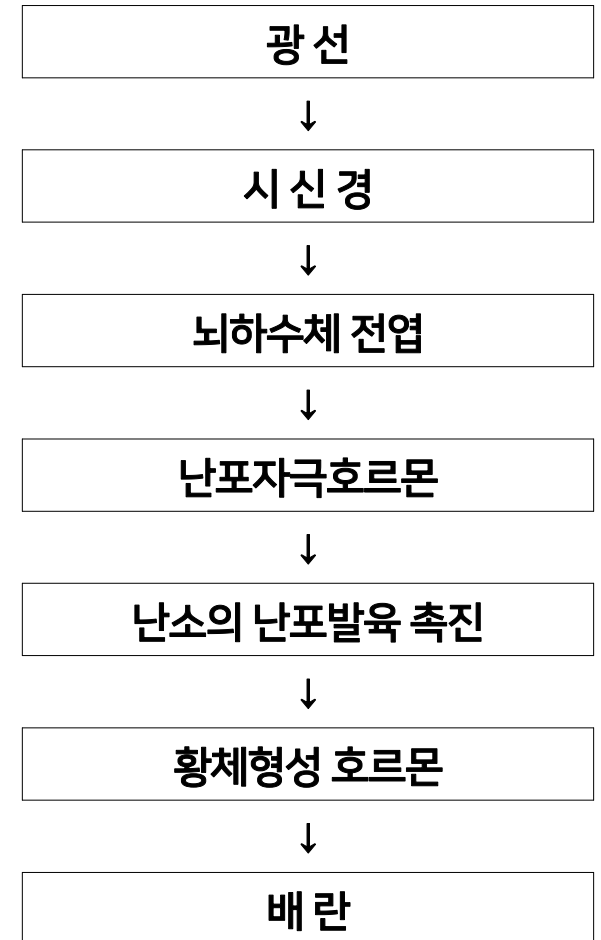 광 선
↓
시 신 경
↓
뇌하수체 전엽
↓
난포자극호르몬
↓
난소의 난포발육 촉진
↓
황체형성 호르몬
↓
배 란